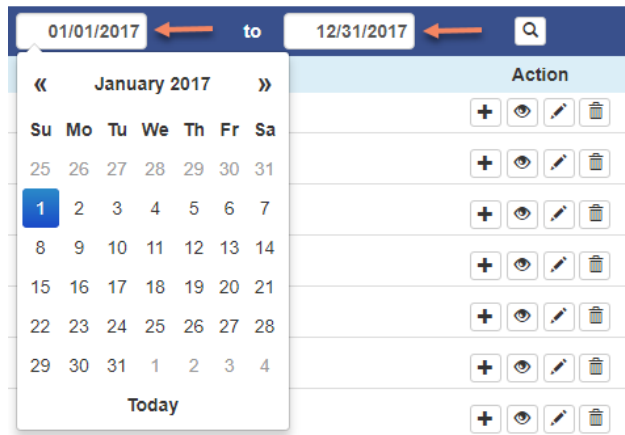 01/01/2017 to 12/31/2017
« January 2017 » Action
Su Mo Tu We Th Fr Sa
25 26 27 28 29 30 31
1 2 3 4 5 6 7
8 9 10 11 12 13 14
15 16 17 18 19 20 21
22 23 24 25 26 27 28
29 30 31 1 2 3 4
Today